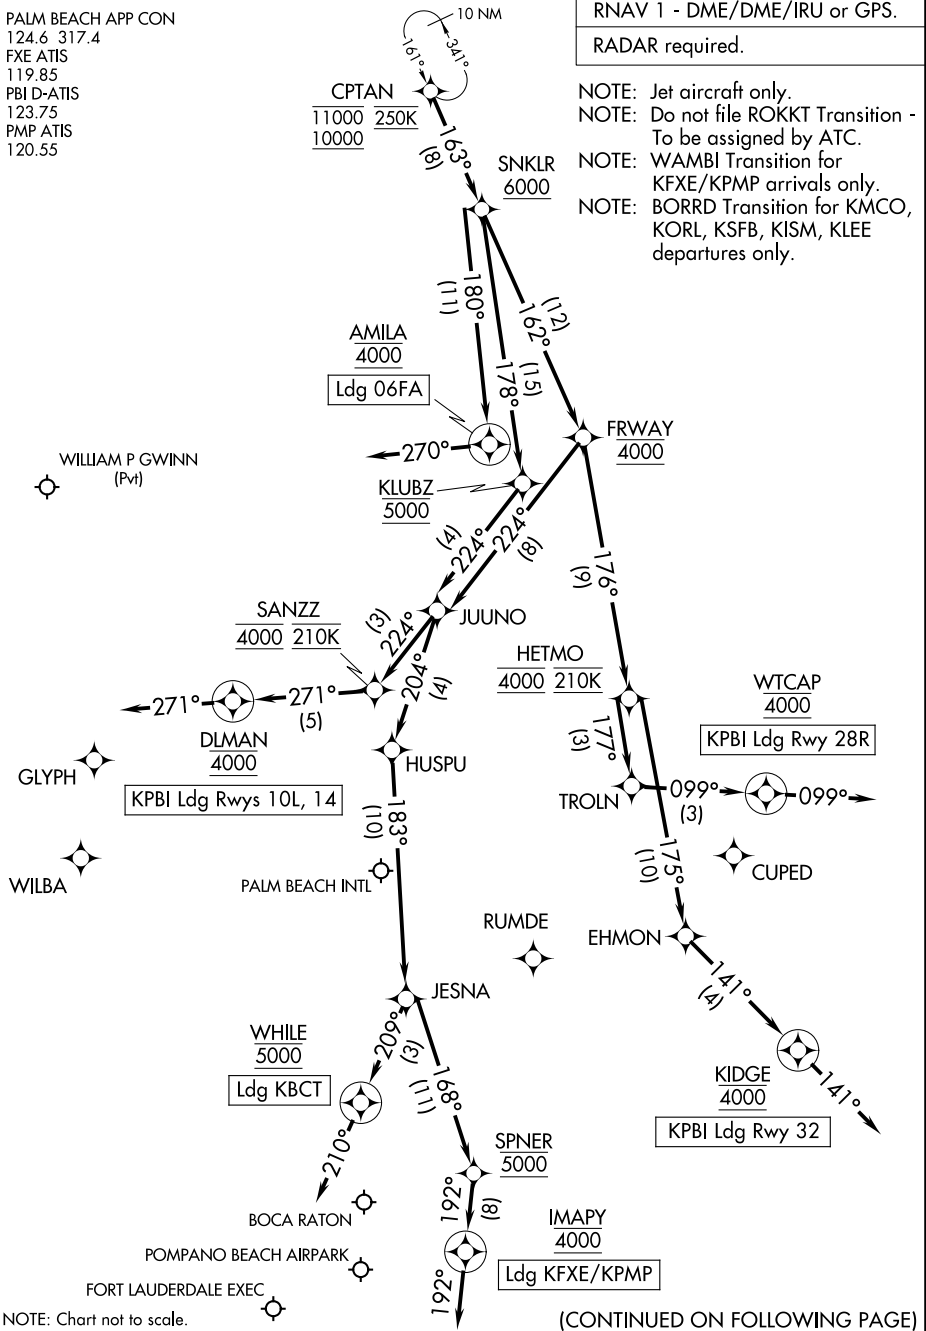 PALM BEACH APP CON
124.6 317.4
FXE ATIS
119.85
PBI D-ATIS
123.75
PMP ATIS
120.55
10 NM
161°
341°
RNAV 1 - DME/DME/IRU or GPS.
RADAR required.
NOTE: Jet aircraft only.
NOTE: Do not file ROKKT Transition -
To be assigned by ATC.
NOTE: WAMBI Transition for
KFXE/KPMP arrivals only.
NOTE: BORRD Transition for KMCO,
KORL, KSFB, KISM, KLEE
departures only.
CPTAN
11000 250K
10000
163°
(8)
SNKLR
6000
180°
(11)
178°
(15)
162°
(12)
AMILA
4000
Ldg 06FA
270°
FRWAY
4000
WILLIAM P GWINN
(Pvt)
KLUBZ
5000
224°
(4)
224°
(8)
176°
(9)
JUUNO
SANZZ
4000 210K
224°
(3)
204°
(4)
HETMO
4000 210K
177°
(3)
WTCAP
4000
KPBI Ldg Rwy 28R
271°
271°
(5)
DLMAN
4000
KPBI Ldg Rwys 10L, 14
GLYPH
HUSPU
TROLN
099°
(3)
099°
183°
(10)
175°
(10)
WILBA
PALM BEACH INTL
CUPED
RUMDE
EHMON
141°
(4)
JESNA
WHILE
5000
Ldg KBCT
209°
(3)
168°
(11)
KIDGE
4000
KPBI Ldg Rwy 32
141°
210°
SPNER
5000
192°
(8)
BOCA RATON
IMAPY
4000
Ldg KFXE/KPMP
POMPANO BEACH AIRPARK
FORT LAUDERDALE EXEC
192°
NOTE: Chart not to scale.
(CONTINUED ON FOLLOWING PAGE)